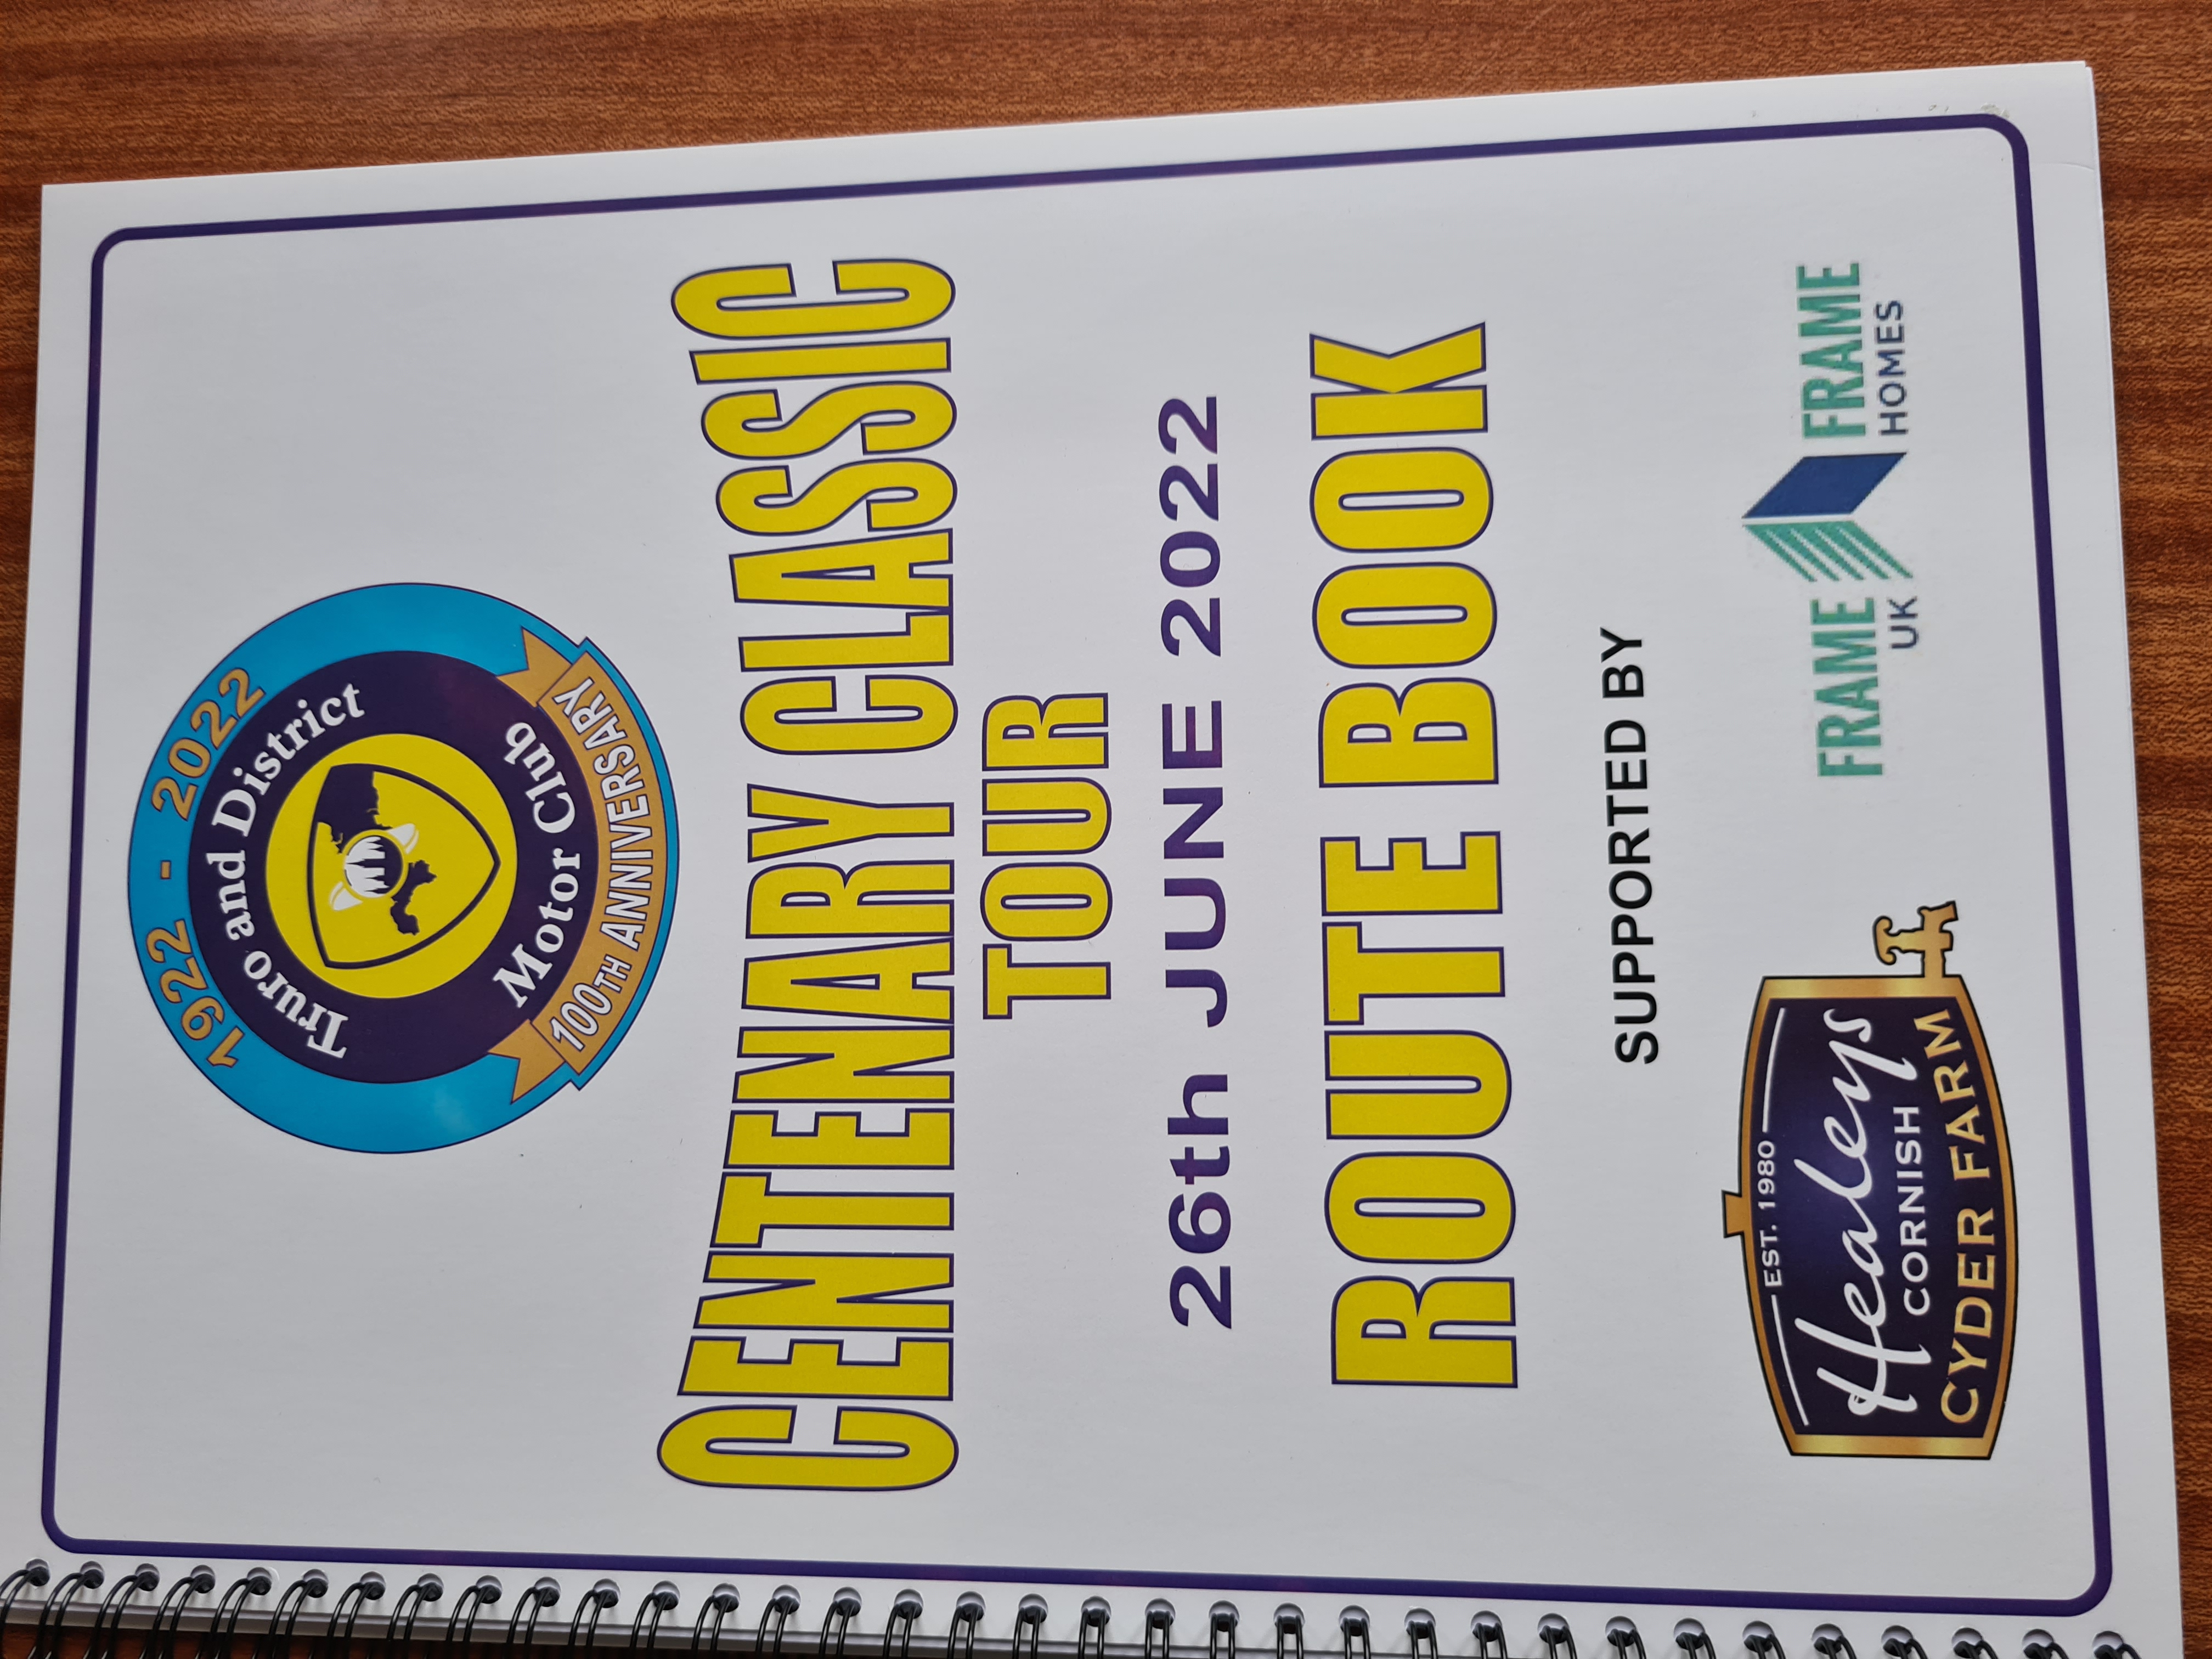 1922 - 2022
Truro and District
Motor Club
100TH ANNIVERSARY
CENTENARY CLASSIC
TOUR
26th JUNE 2022
ROUTE BOOK
SUPPORTED BY
EST. 1980
Healeys
CORNISH
CYDER FARM
FRAME
UK
FRAME
HOMES